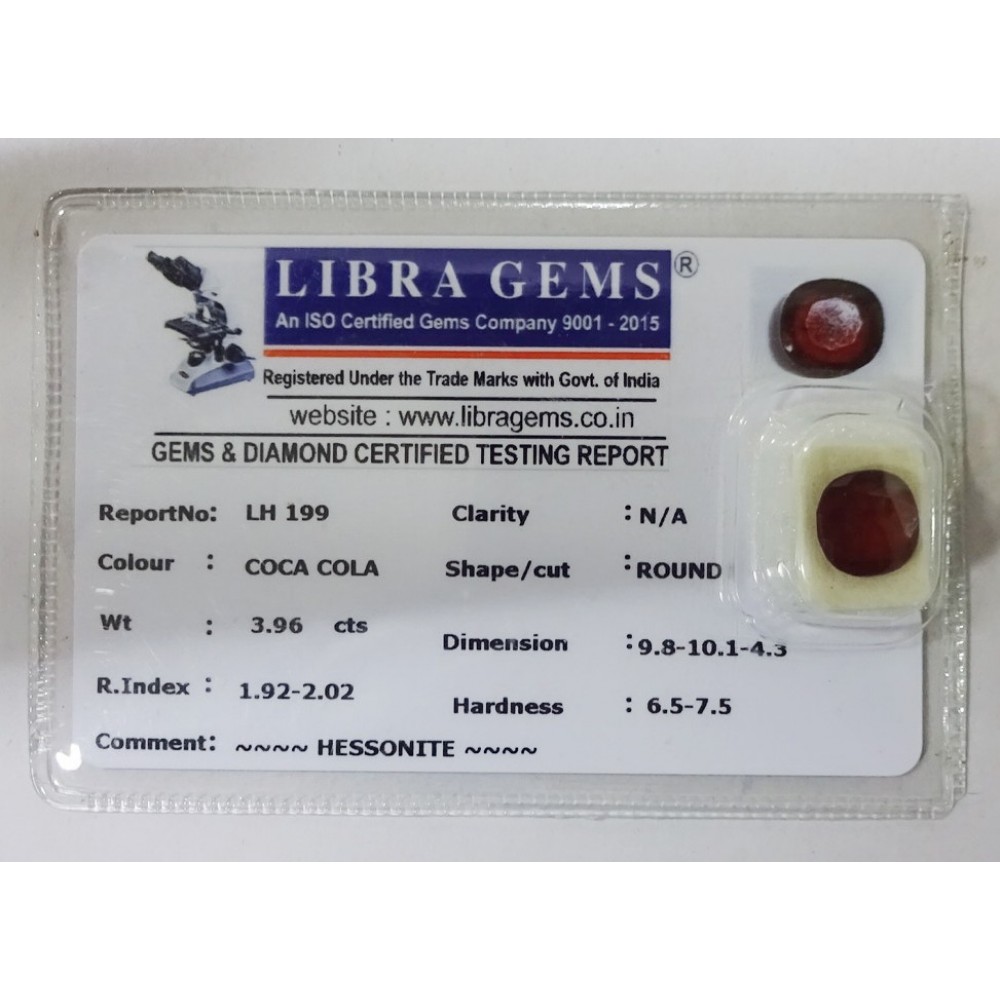 LIBRA GEMS ®
An ISO Certified Gems Company 9001 - 2015
Registered Under the Trade Marks with Govt. of India
website : www.libragems.co.in
GEMS & DIAMOND CERTIFIED TESTING REPORT
ReportNo: LH 199 Clarity : N/A
Colour : COCA COLA Shape/cut : ROUND
Wt : 3.96 cts Dimension : 9.8-10.1-4.3
R.Index : 1.92-2.02 Hardness : 6.5-7.5
Comment: ~~~~ HESSONITE ~~~~